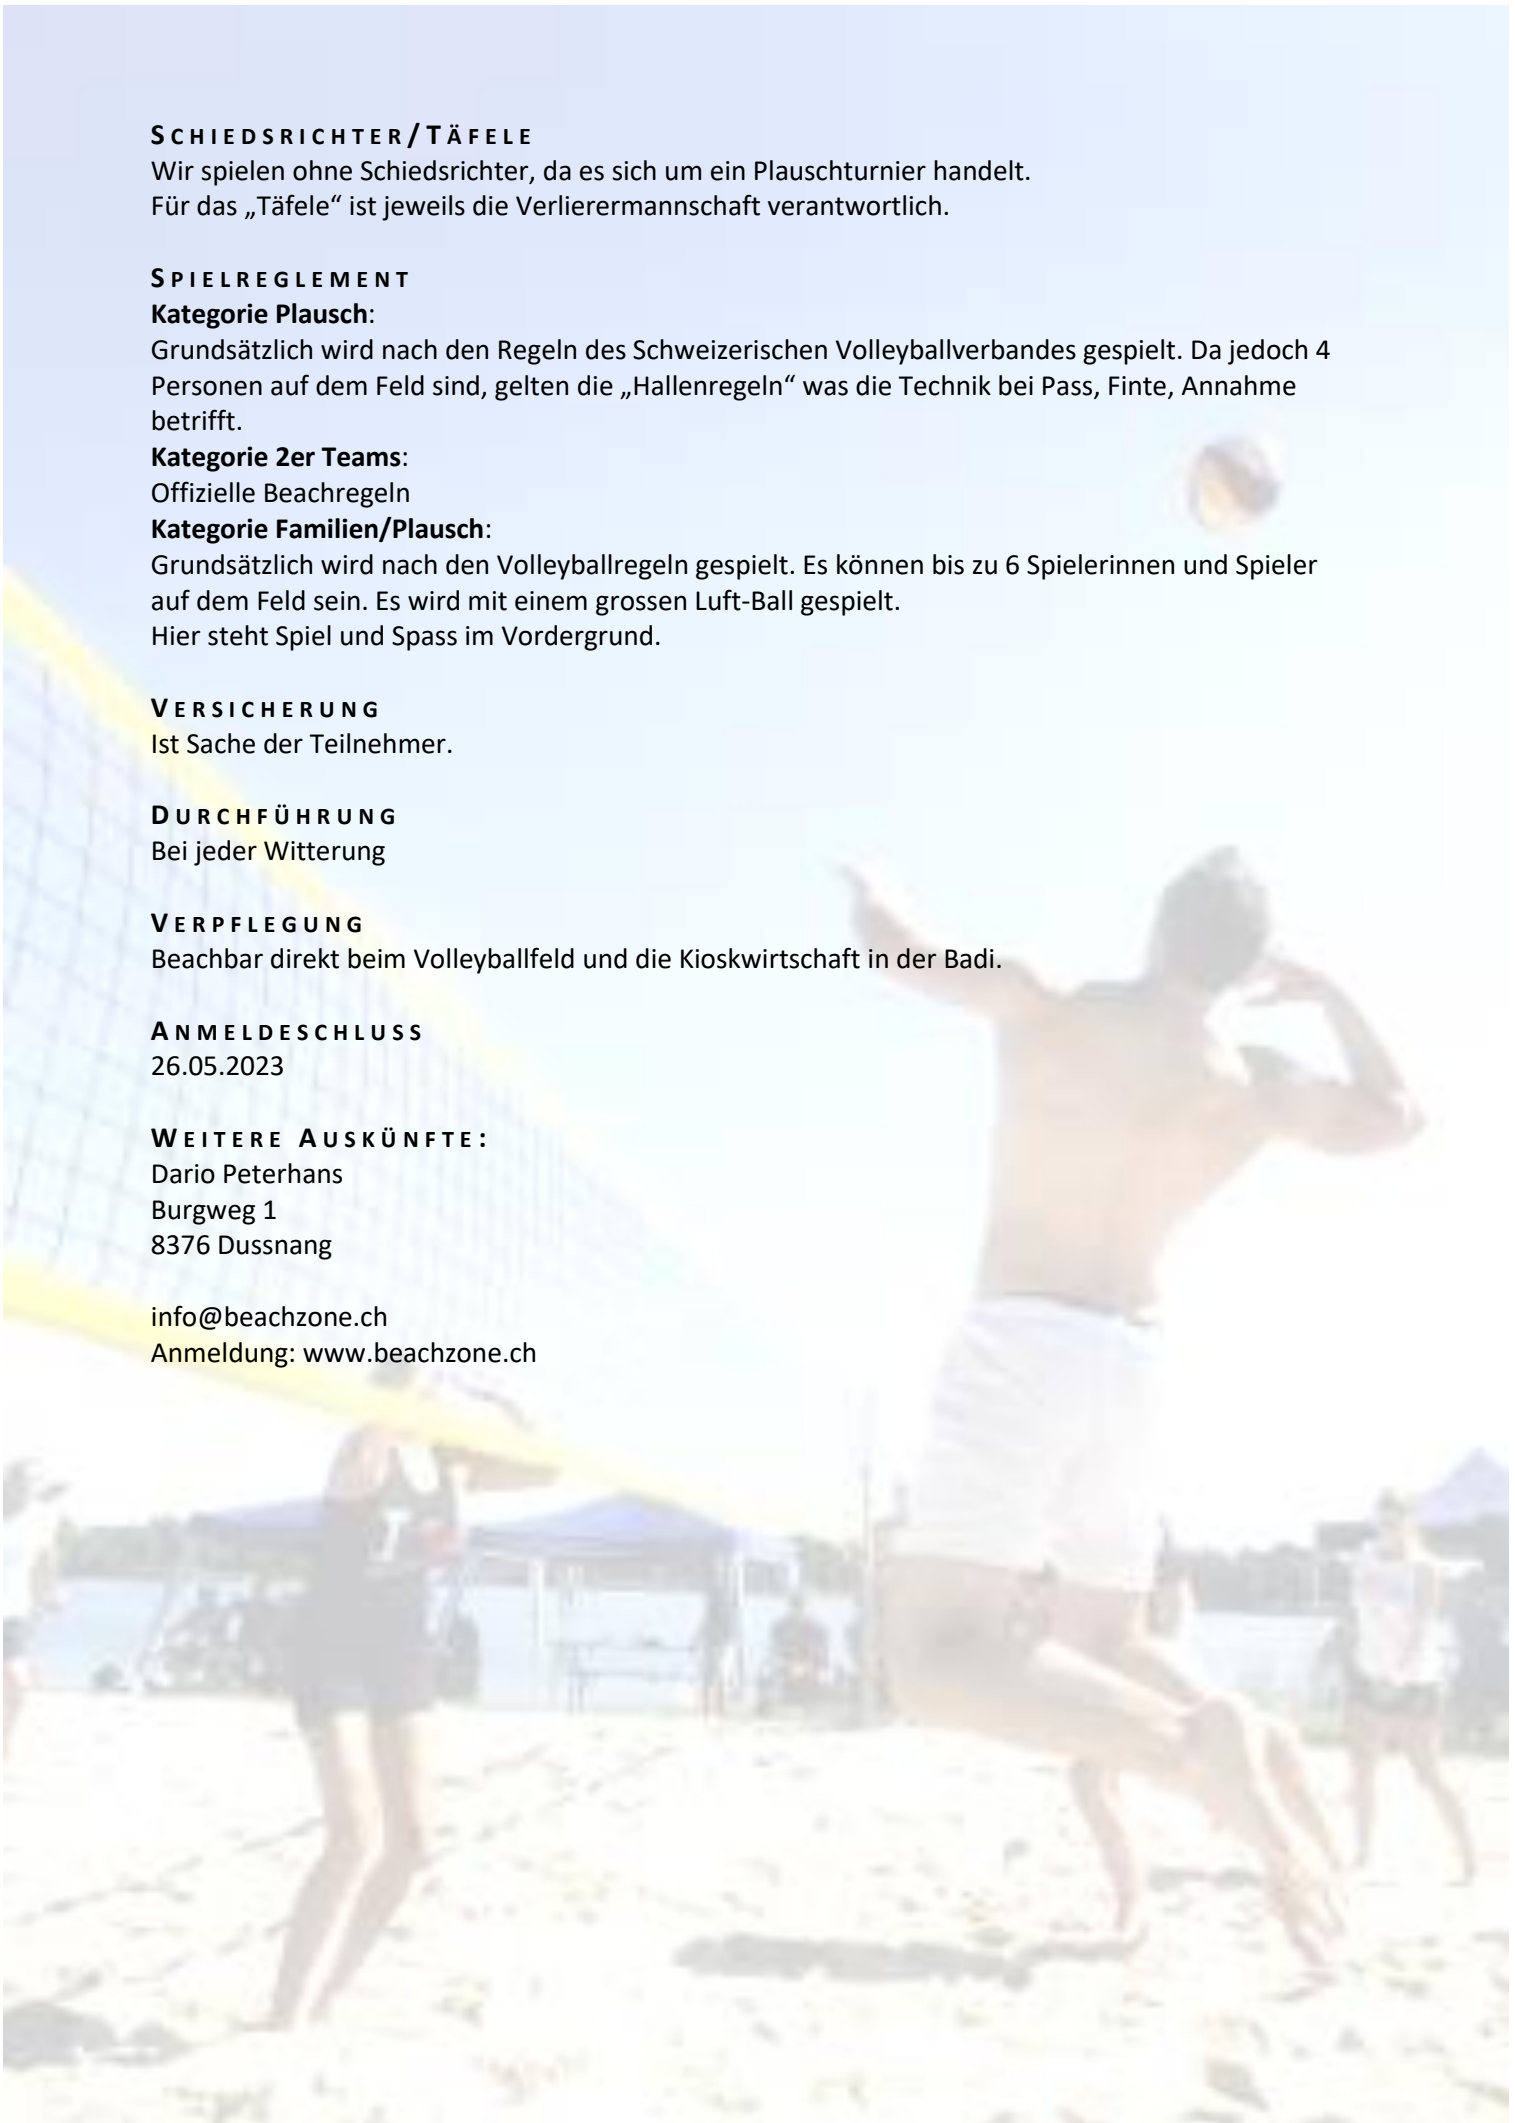 SCHIEDSRICHTER/TÄFELE
Wir spielen ohne Schiedsrichter, da es sich um ein Plauschturnier handelt.
Für das „Täfele“ ist jeweils die Verlierermannschaft verantwortlich.
SPIELREGLEMENT
Kategorie Plausch:
Grundsätzlich wird nach den Regeln des Schweizerischen Volleyballverbandes gespielt. Da jedoch 4
Personen auf dem Feld sind, gelten die „Hallenregeln“ was die Technik bei Pass, Finte, Annahme
betrifft.
Kategorie 2er Teams:
Offizielle Beachregeln
Kategorie Familien/Plausch:
Grundsätzlich wird nach den Volleyballregeln gespielt. Es können bis zu 6 Spielerinnen und Spieler
auf dem Feld sein. Es wird mit einem grossen Luft-Ball gespielt.
Hier steht Spiel und Spass im Vordergrund.
VERSICHERUNG
Ist Sache der Teilnehmer.
DURCHFÜHRUNG
Bei jeder Witterung
VERPFLEGUNG
Beachbar direkt beim Volleyballfeld und die Kioskwirtschaft in der Badi.
ANMELDESCHLUSS
26.05.2023
WEITERE AUSKÜNFTE:
Dario Peterhans
Burgweg 1
8376 Dussnang
info@beachzone.ch
Anmeldung: www.beachzone.ch